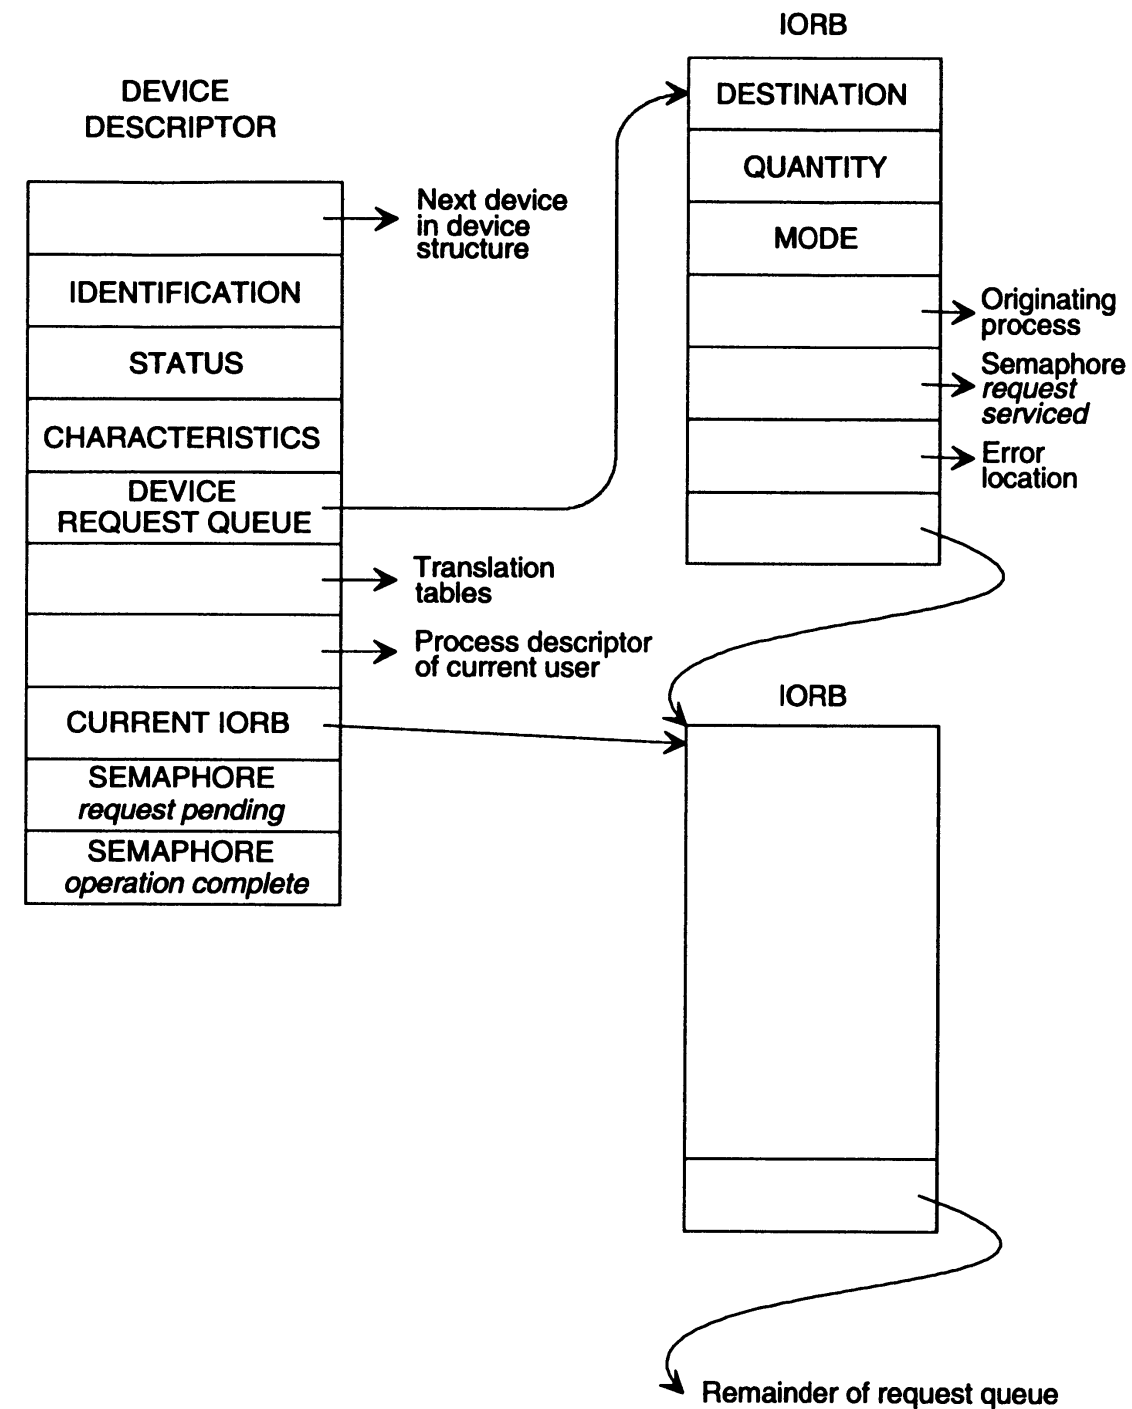 DEVICE
DESCRIPTOR
Next device
in device
structure
IDENTIFICATION
STATUS
CHARACTERISTICS
DEVICE
REQUEST QUEUE
Translation
tables
Process descriptor
of current user
CURRENT IORB
SEMAPHORE
request pending
SEMAPHORE
operation complete
IORB
DESTINATION
QUANTITY
MODE
Originating
process
Semaphore
request
serviced
Error
location
IORB
Remainder of request queue